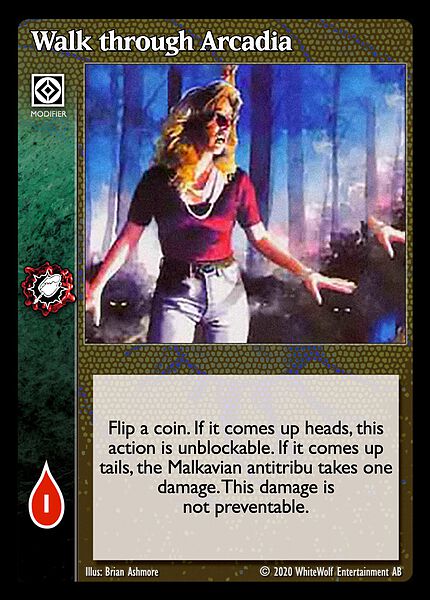 Walk through Arcadia
MODIFIER
Flip a coin. If it comes up heads, this
action is unblockable. If it comes up
tails, the Malkavian antitribu takes one
damage. This damage is
not preventable.
1
Illus: Brian Ashmore
© 2020 WhiteWolf Entertainment AB